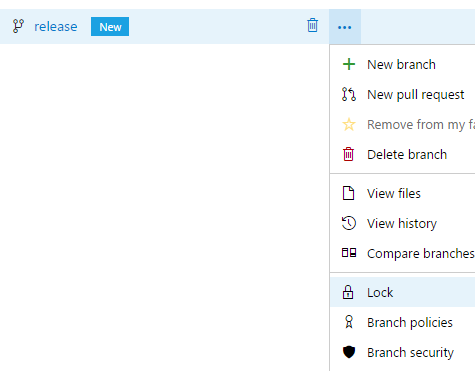 release New ...
New branch
New pull request
Remove from my fa
Delete branch
View files
View history
Compare branches
Lock
Branch policies
Branch security